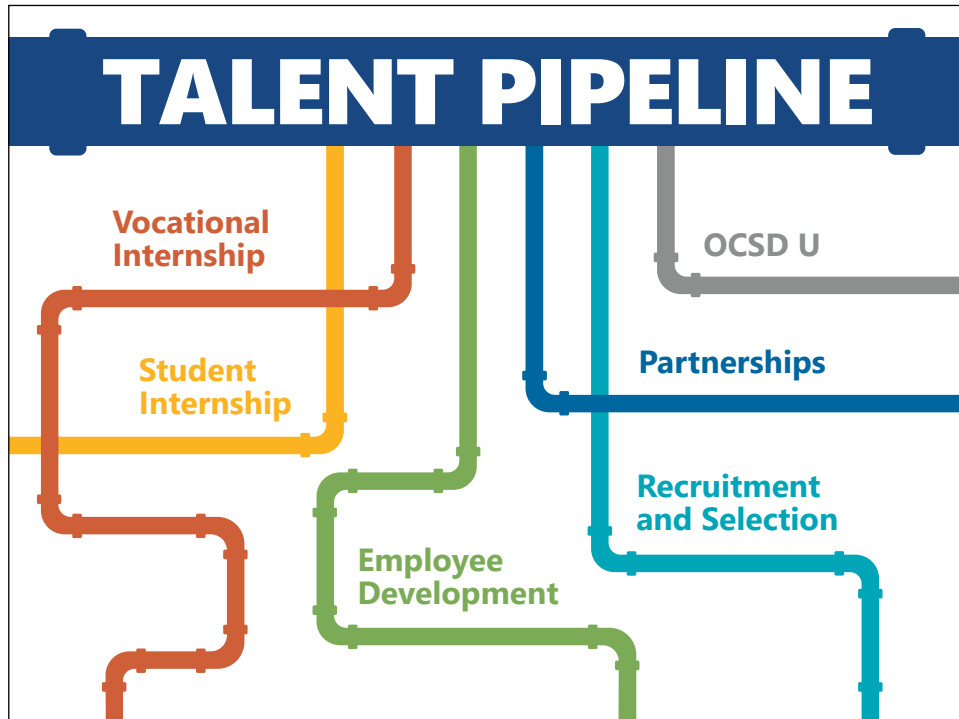 TALENT PIPELINE
Vocational
Internship
OCSD U
Student
Internship
Partnerships
Recruitment
and Selection
Employee
Development